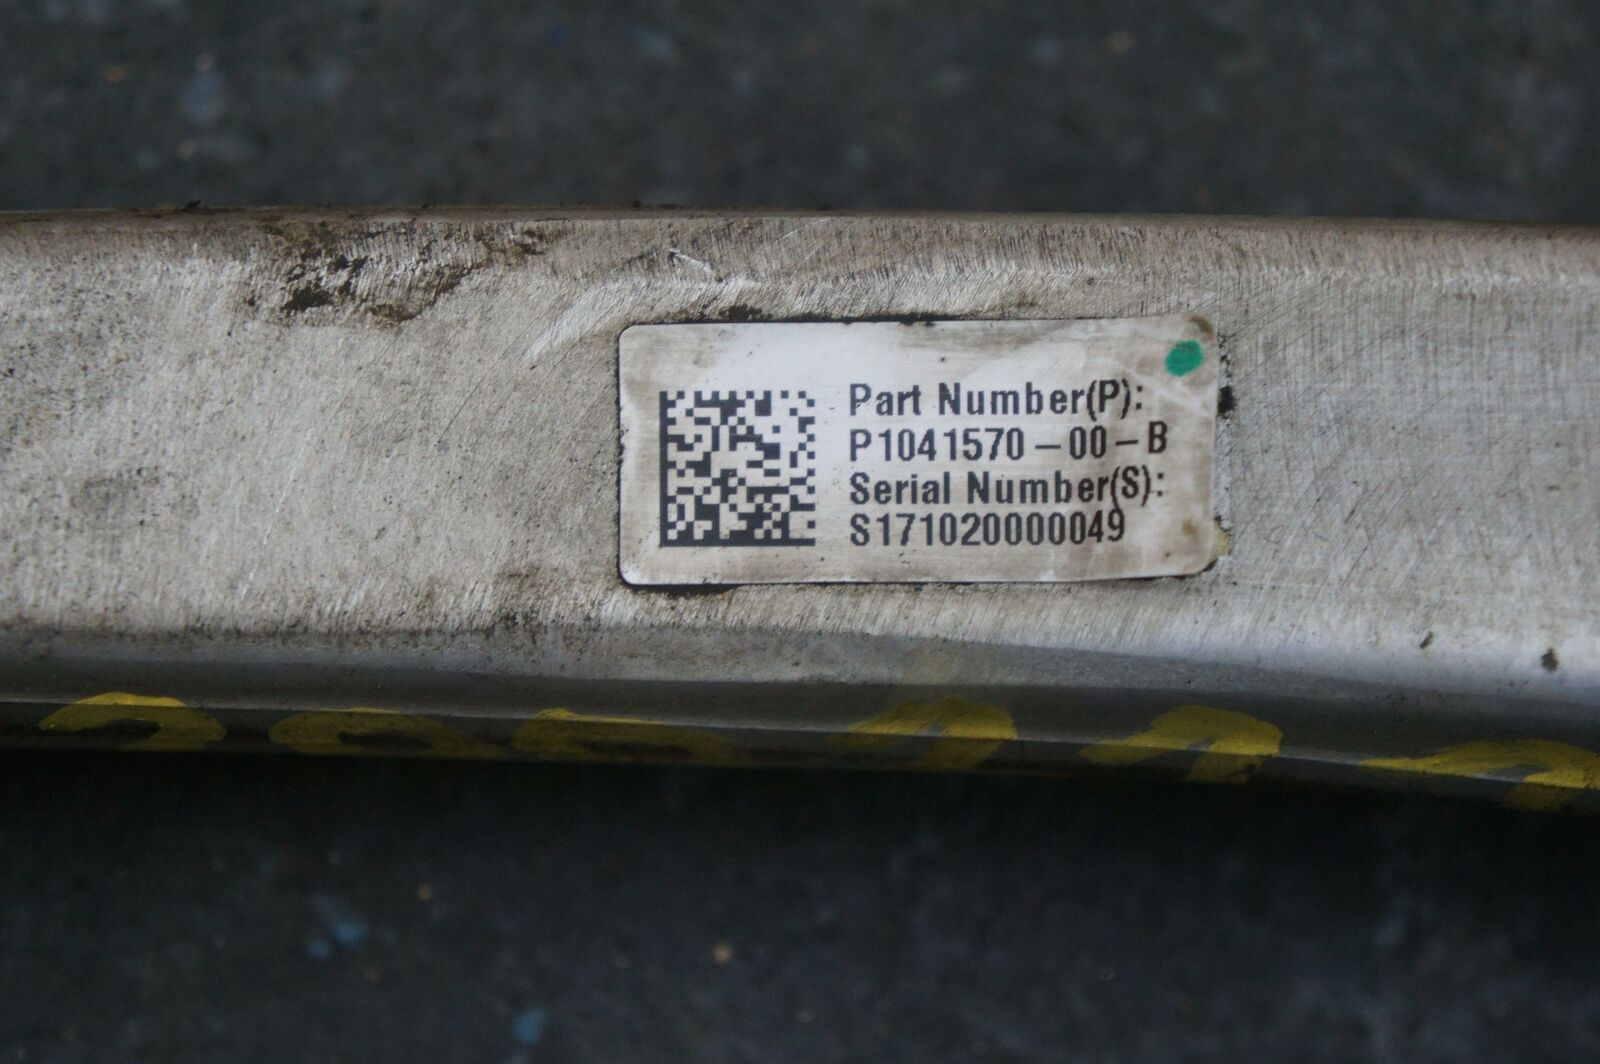 Part Number(P):
P1041570-00-B
Serial Number(S):
S171020000049